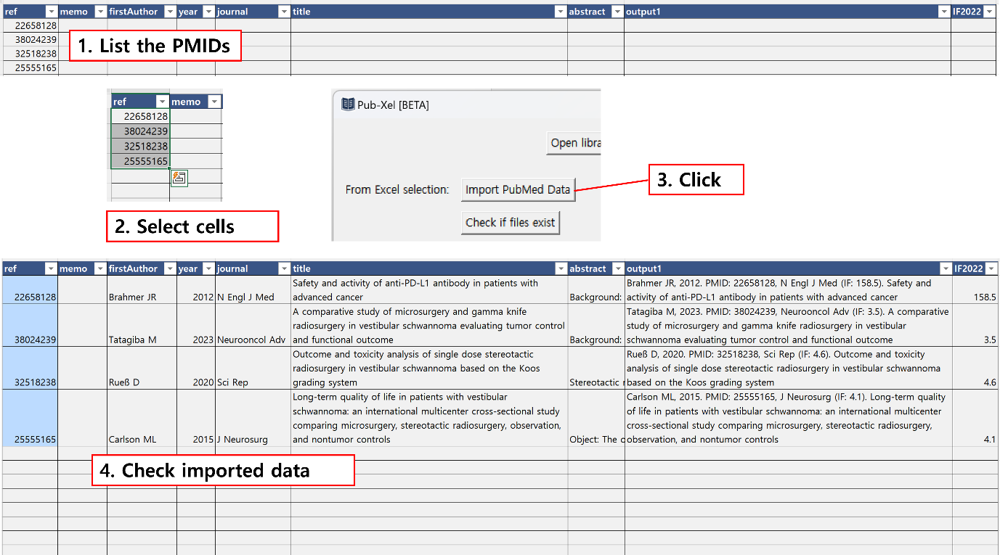 ref memo firstAuthor year journal title abstract output1 IF2022
22658128
38024239
32518238
25555165
1. List the PMIDs
ref memo
22658128
38024239
32518238
25555165
2. Select cells
Pub-Xel [BETA]
Open libra
From Excel selection: Import PubMed Data
Check if files exist
3. Click
ref memo firstAuthor year journal title abstract output1 IF2022
Safety and activity of anti-PD-L1 antibody in patients with Brahmer JR, 2012. PMID: 22658128, N Engl J Med (IF: 158.5). Safety and
22658128 Brahmer JR 2012 N Engl J Med advanced cancer Background: activity of anti-PD-L1 antibody in patients with advanced cancer 158.5
A comparative study of microsurgery and gamma knife Tatagiba M, 2023. PMID: 38024239, Neurooncol Adv (IF: 3.5). A comparative
radiosurgery in vestibular schwannoma evaluating tumor control study of microsurgery and gamma knife radiosurgery in vestibular
38024239 Tatagiba M 2023 Neurooncol Adv and functional outcome Background: schwannoma evaluating tumor control and functional outcome 3.5
Outcome and toxicity analysis of single dose stereotactic Rueß D, 2020. PMID: 32518238, Sci Rep (IF: 4.6). Outcome and toxicity
radiosurgery in vestibular schwannoma based on the Koos analysis of single dose stereotactic radiosurgery in vestibular schwannoma
32518238 Rueß D 2020 Sci Rep grading system Stereotactic r based on the Koos grading system 4.6
Long-term quality of life in patients with vestibular Carlson ML, 2015. PMID: 25555165, J Neurosurg (IF: 4.1). Long-term quality
schwannoma: an international multicenter cross-sectional study of life in patients with vestibular schwannoma: an international multicenter
comparing microsurgery, stereotactic radiosurgery, observation, cross-sectional study comparing microsurgery, stereotactic radiosurgery,
25555165 Carlson ML 2015 J Neurosurg and nontumor controls Object: The c observation, and nontumor controls 4.1
4. Check imported data